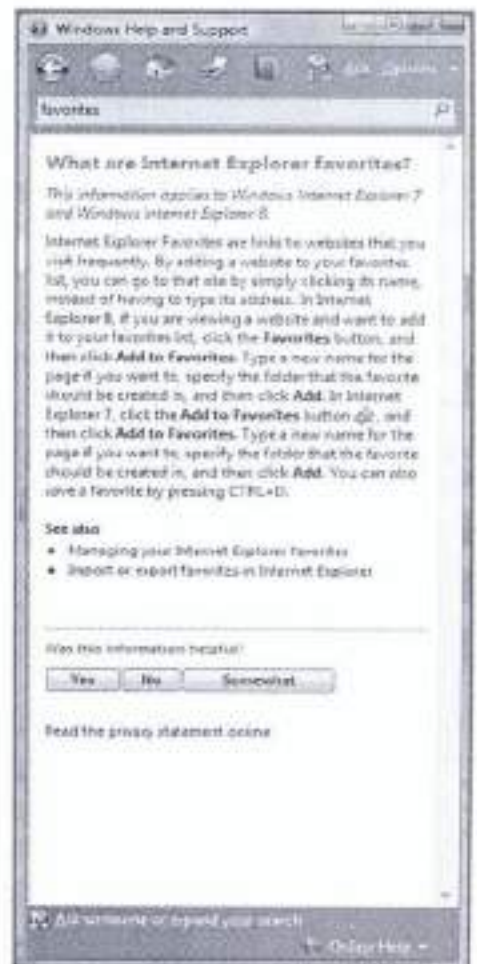 Windows Help and Support
Ask Options
favorites
What are Internet Explorer Favorites?
This information applies to Windows Internet Explorer 7
and Windows Internet Explorer 8.
Internet Explorer Favorites are links to websites that you
visit frequently. By adding a website to your favorites
list, you can go to that site by simply clicking its name,
instead of having to type its address. In Internet
Explorer 8, if you are viewing a website and want to add
it to your favorites list, click the Favorites button, and
then click Add to Favorites. Type a new name for the
page if you want to, specify the folder that the favorite
should be created in, and then click Add. In Internet
Explorer 7, click the Add to Favorites button , and
then click Add to Favorites. Type a new name for the
page if you want to, specify the folder that the favorite
should be created in, and then click Add. You can also
save a favorite by pressing CTRL+D.
See also
• Managing your Internet Explorer favorites
• Import or export favorites in Internet Explorer
Was this information helpful?
Yes No Somewhat
Read the privacy statement online
Ask someone or expand your search
Online Help